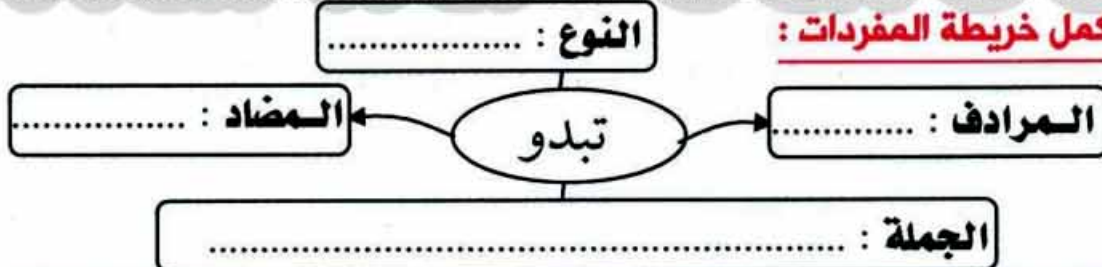 كمل خريطة المفردات :
النوع : ..................
المرادف : ..............
تبدو
المضاد : .................
الجملة : ................................................................